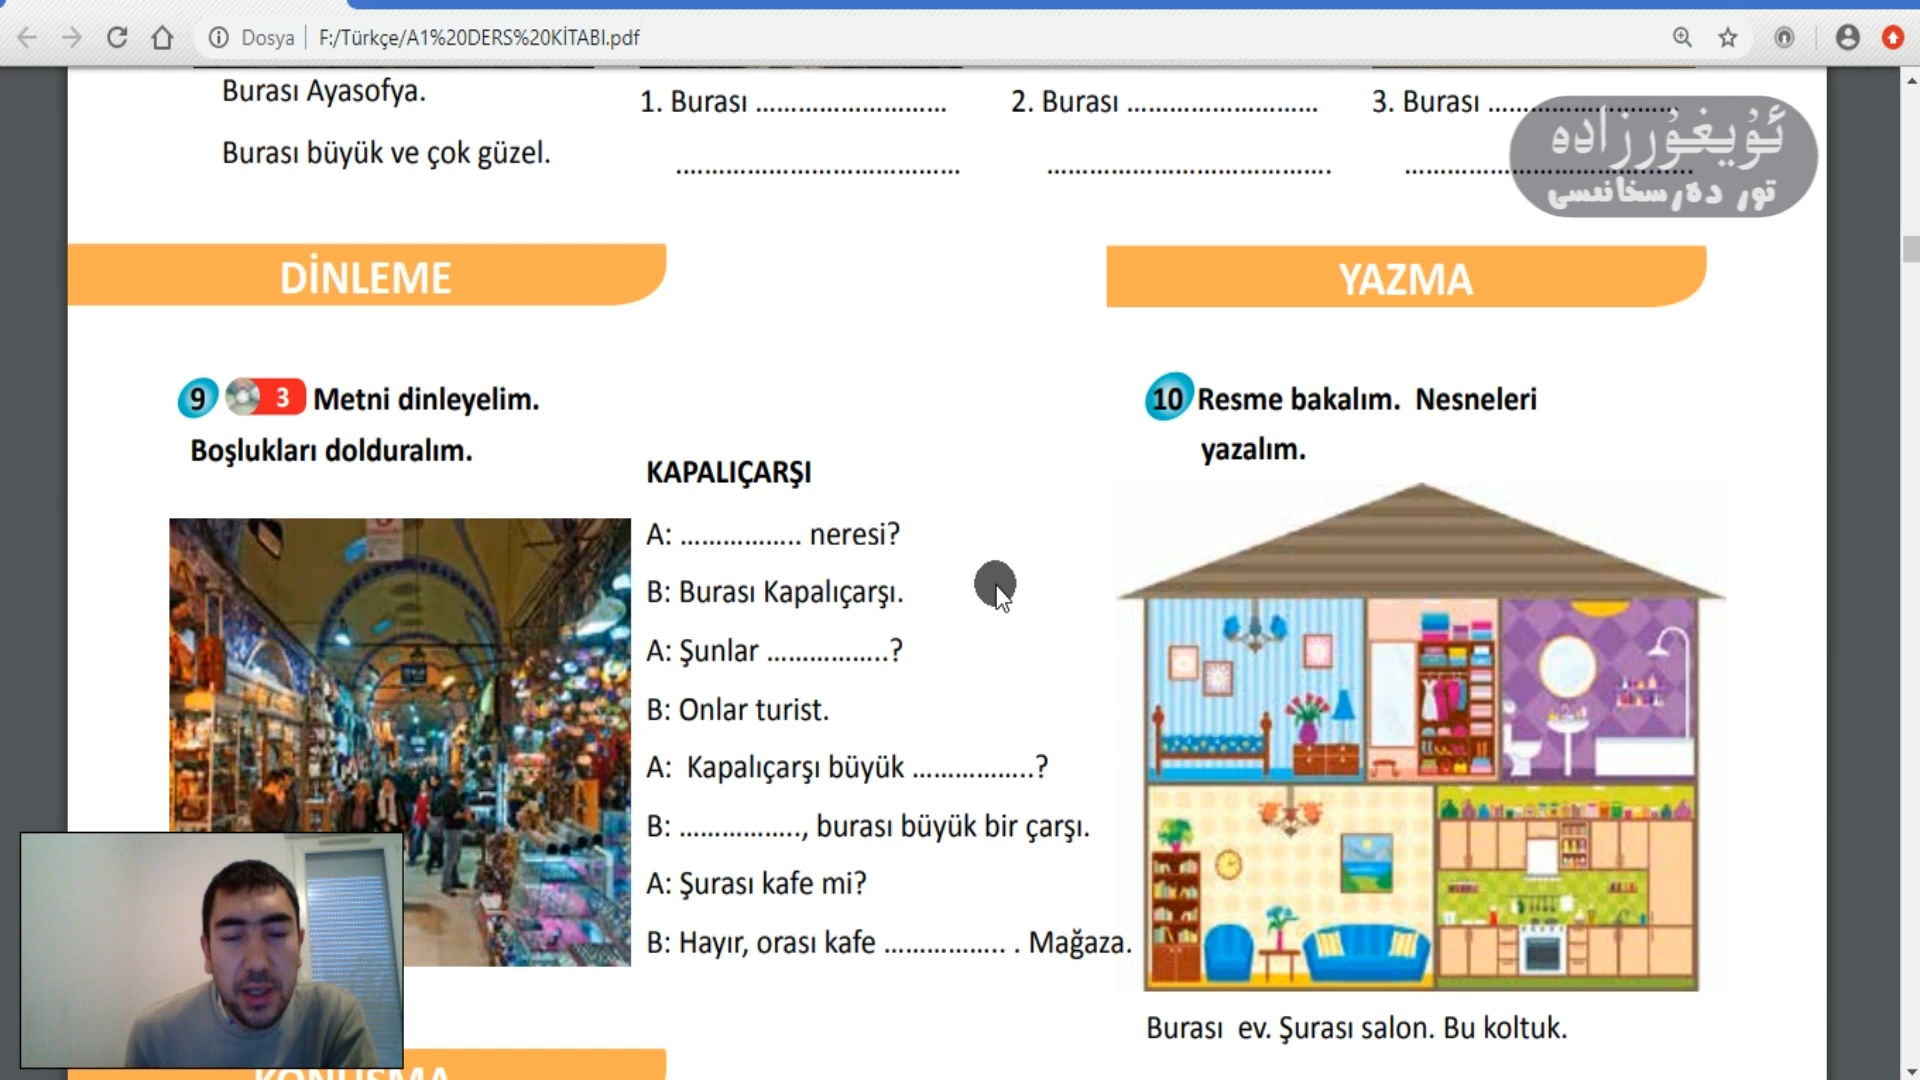 Dosya
F:/Türkçe/A1%20DERS%20KİTABI.pdf
Burası Ayasofya.
Burası büyük ve çok güzel.
1. Burası ...........................
.......................................
2. Burası ...........................
.......................................
3. Burası ...........................
.......................................
ئۇيغۇرزادە
تور دەرسخانىسى
DİNLEME
YAZMA
9 3 Metni dinleyelim.
Boşlukları dolduralım.
KAPALIÇARŞI
A: ................. neresi?
B: Burası Kapalıçarşı.
A: Şunlar .................?
B: Onlar turist.
A: Kapalıçarşı büyük .................?
B: ................., burası büyük bir çarşı.
A: Şurası kafe mi?
B: Hayır, orası kafe ................. . Mağaza.
10 Resme bakalım. Nesneleri
yazalım.
Burası ev. Şurası salon. Bu koltuk.
KONUŞMA